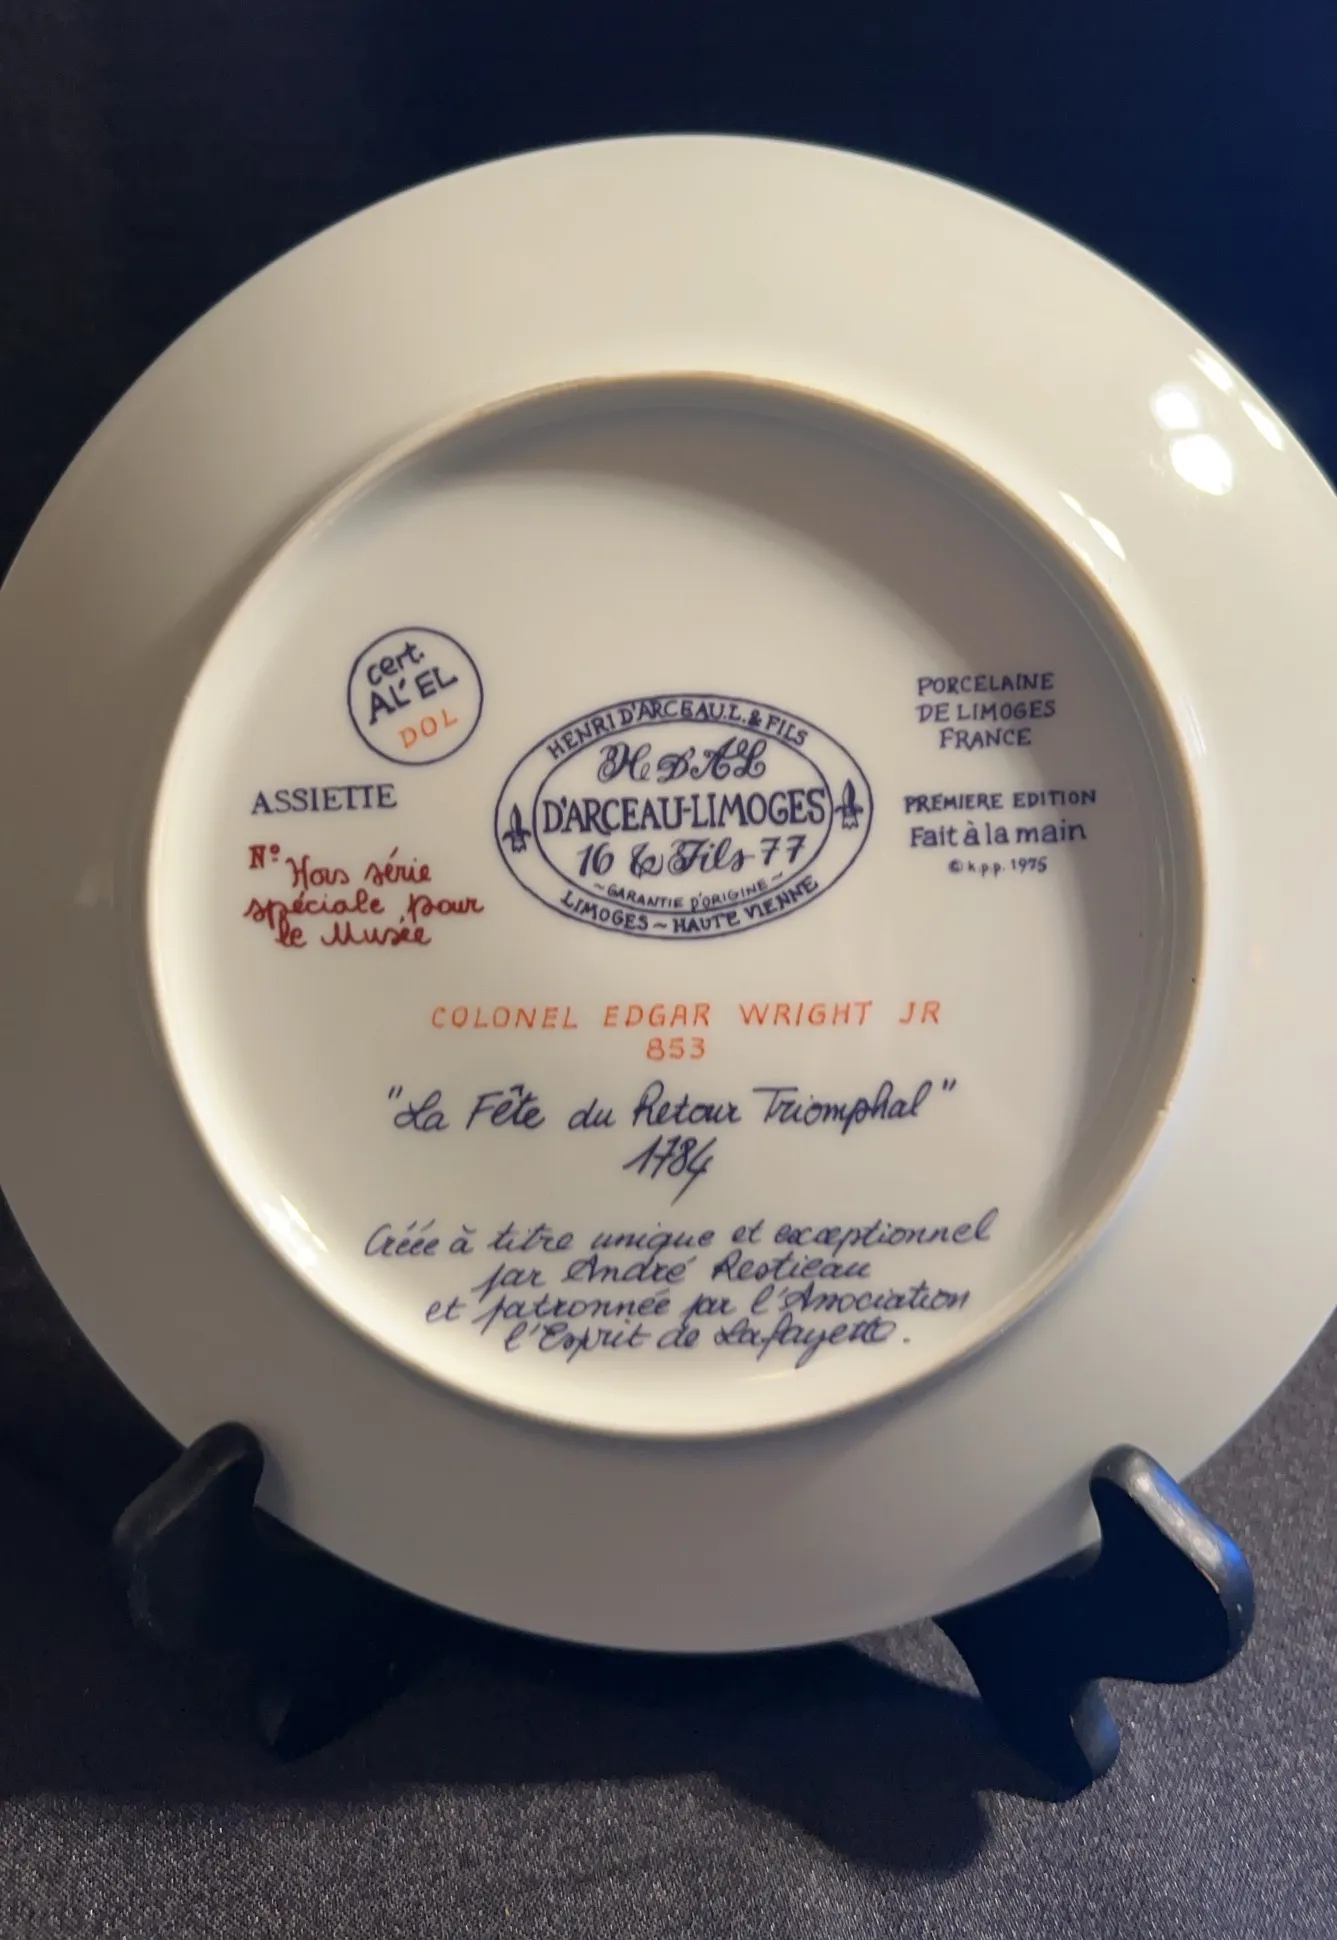 cert.
AL'EL
DOL
ASSIETTE
N° Hors série
spéciale pour
le Musée
HENRI D'ARCEAU.L. & FILS
H D A L
D'ARCEAU-LIMOGES
16 & Fils 77
~GARANTIE D'ORIGINE~
LIMOGES ~ HAUTE VIENNE
PORCELAINE
DE LIMOGES
FRANCE
PREMIERE EDITION
Fait à la main
© k.p.p. 1975
COLONEL EDGAR WRIGHT JR
853
"La Fête du Retour Triomphal"
1784
Créée à titre unique et exceptionnel
par André Restieau
et patronnée par l'Association
l'Esprit de Lafayette.